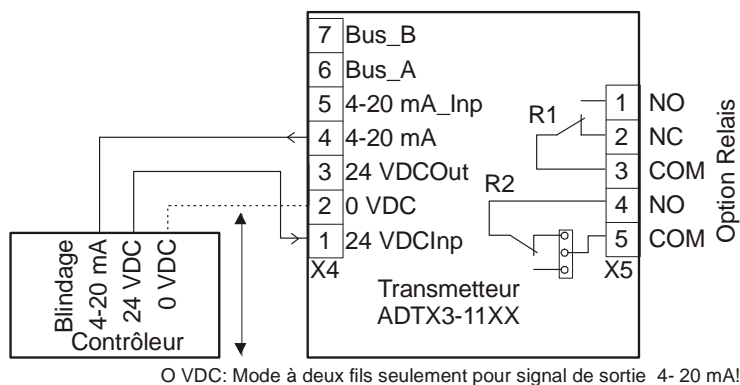 7 Bus_B
6 Bus_A
5 4-20 mA_Inp
4 4-20 mA
3 24 VDCOut
2 0 VDC
1 24 VDCInp
X4
R1
R2
1 NO
2 NC
3 COM
4 NO
5 COM
X5
Option Relais
Transmetteur
ADTX3-11XX
Blindage
4-20 mA
24 VDC
0 VDC
Contrôleur
O VDC: Mode à deux fils seulement pour signal de sortie 4- 20 mA!